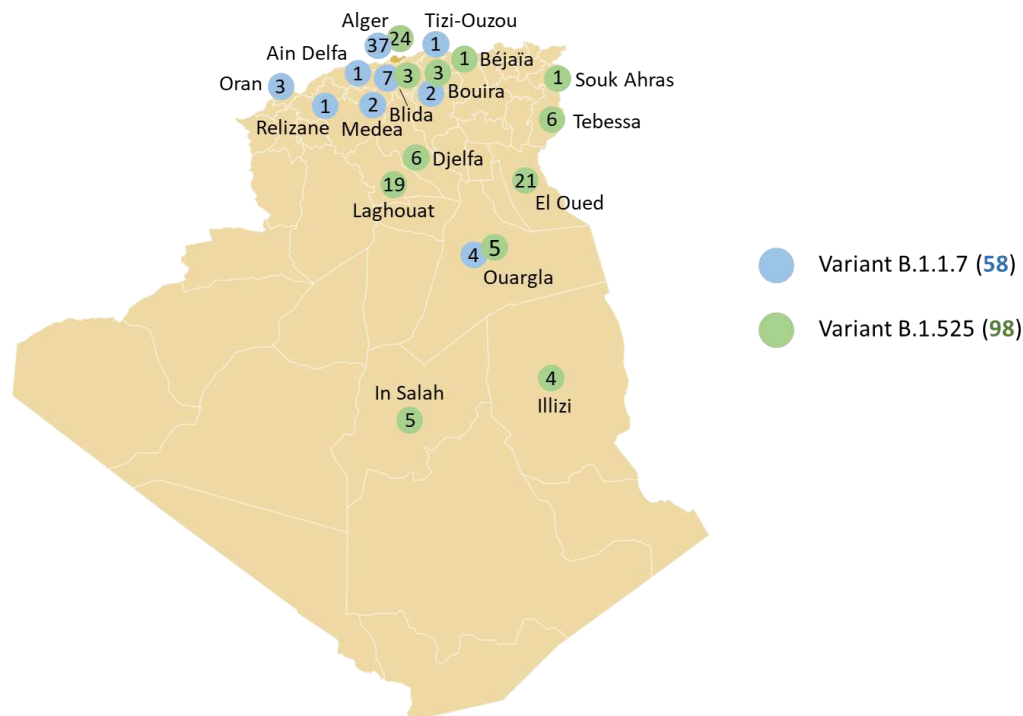 Alger
Tizi-Ouzou
37
24
1
Ain Delfa
1
7
3
3
1
Béjaïa
Oran
3
1
Souk Ahras
2
Bouira
1
2
Blida
Relizane
Medea
6
Tebessa
6
Djelfa
19
Laghouat
21
El Oued
4
5
Ouargla
Variant B.1.1.7 (58)
Variant B.1.525 (98)
4
Illizi
In Salah
5